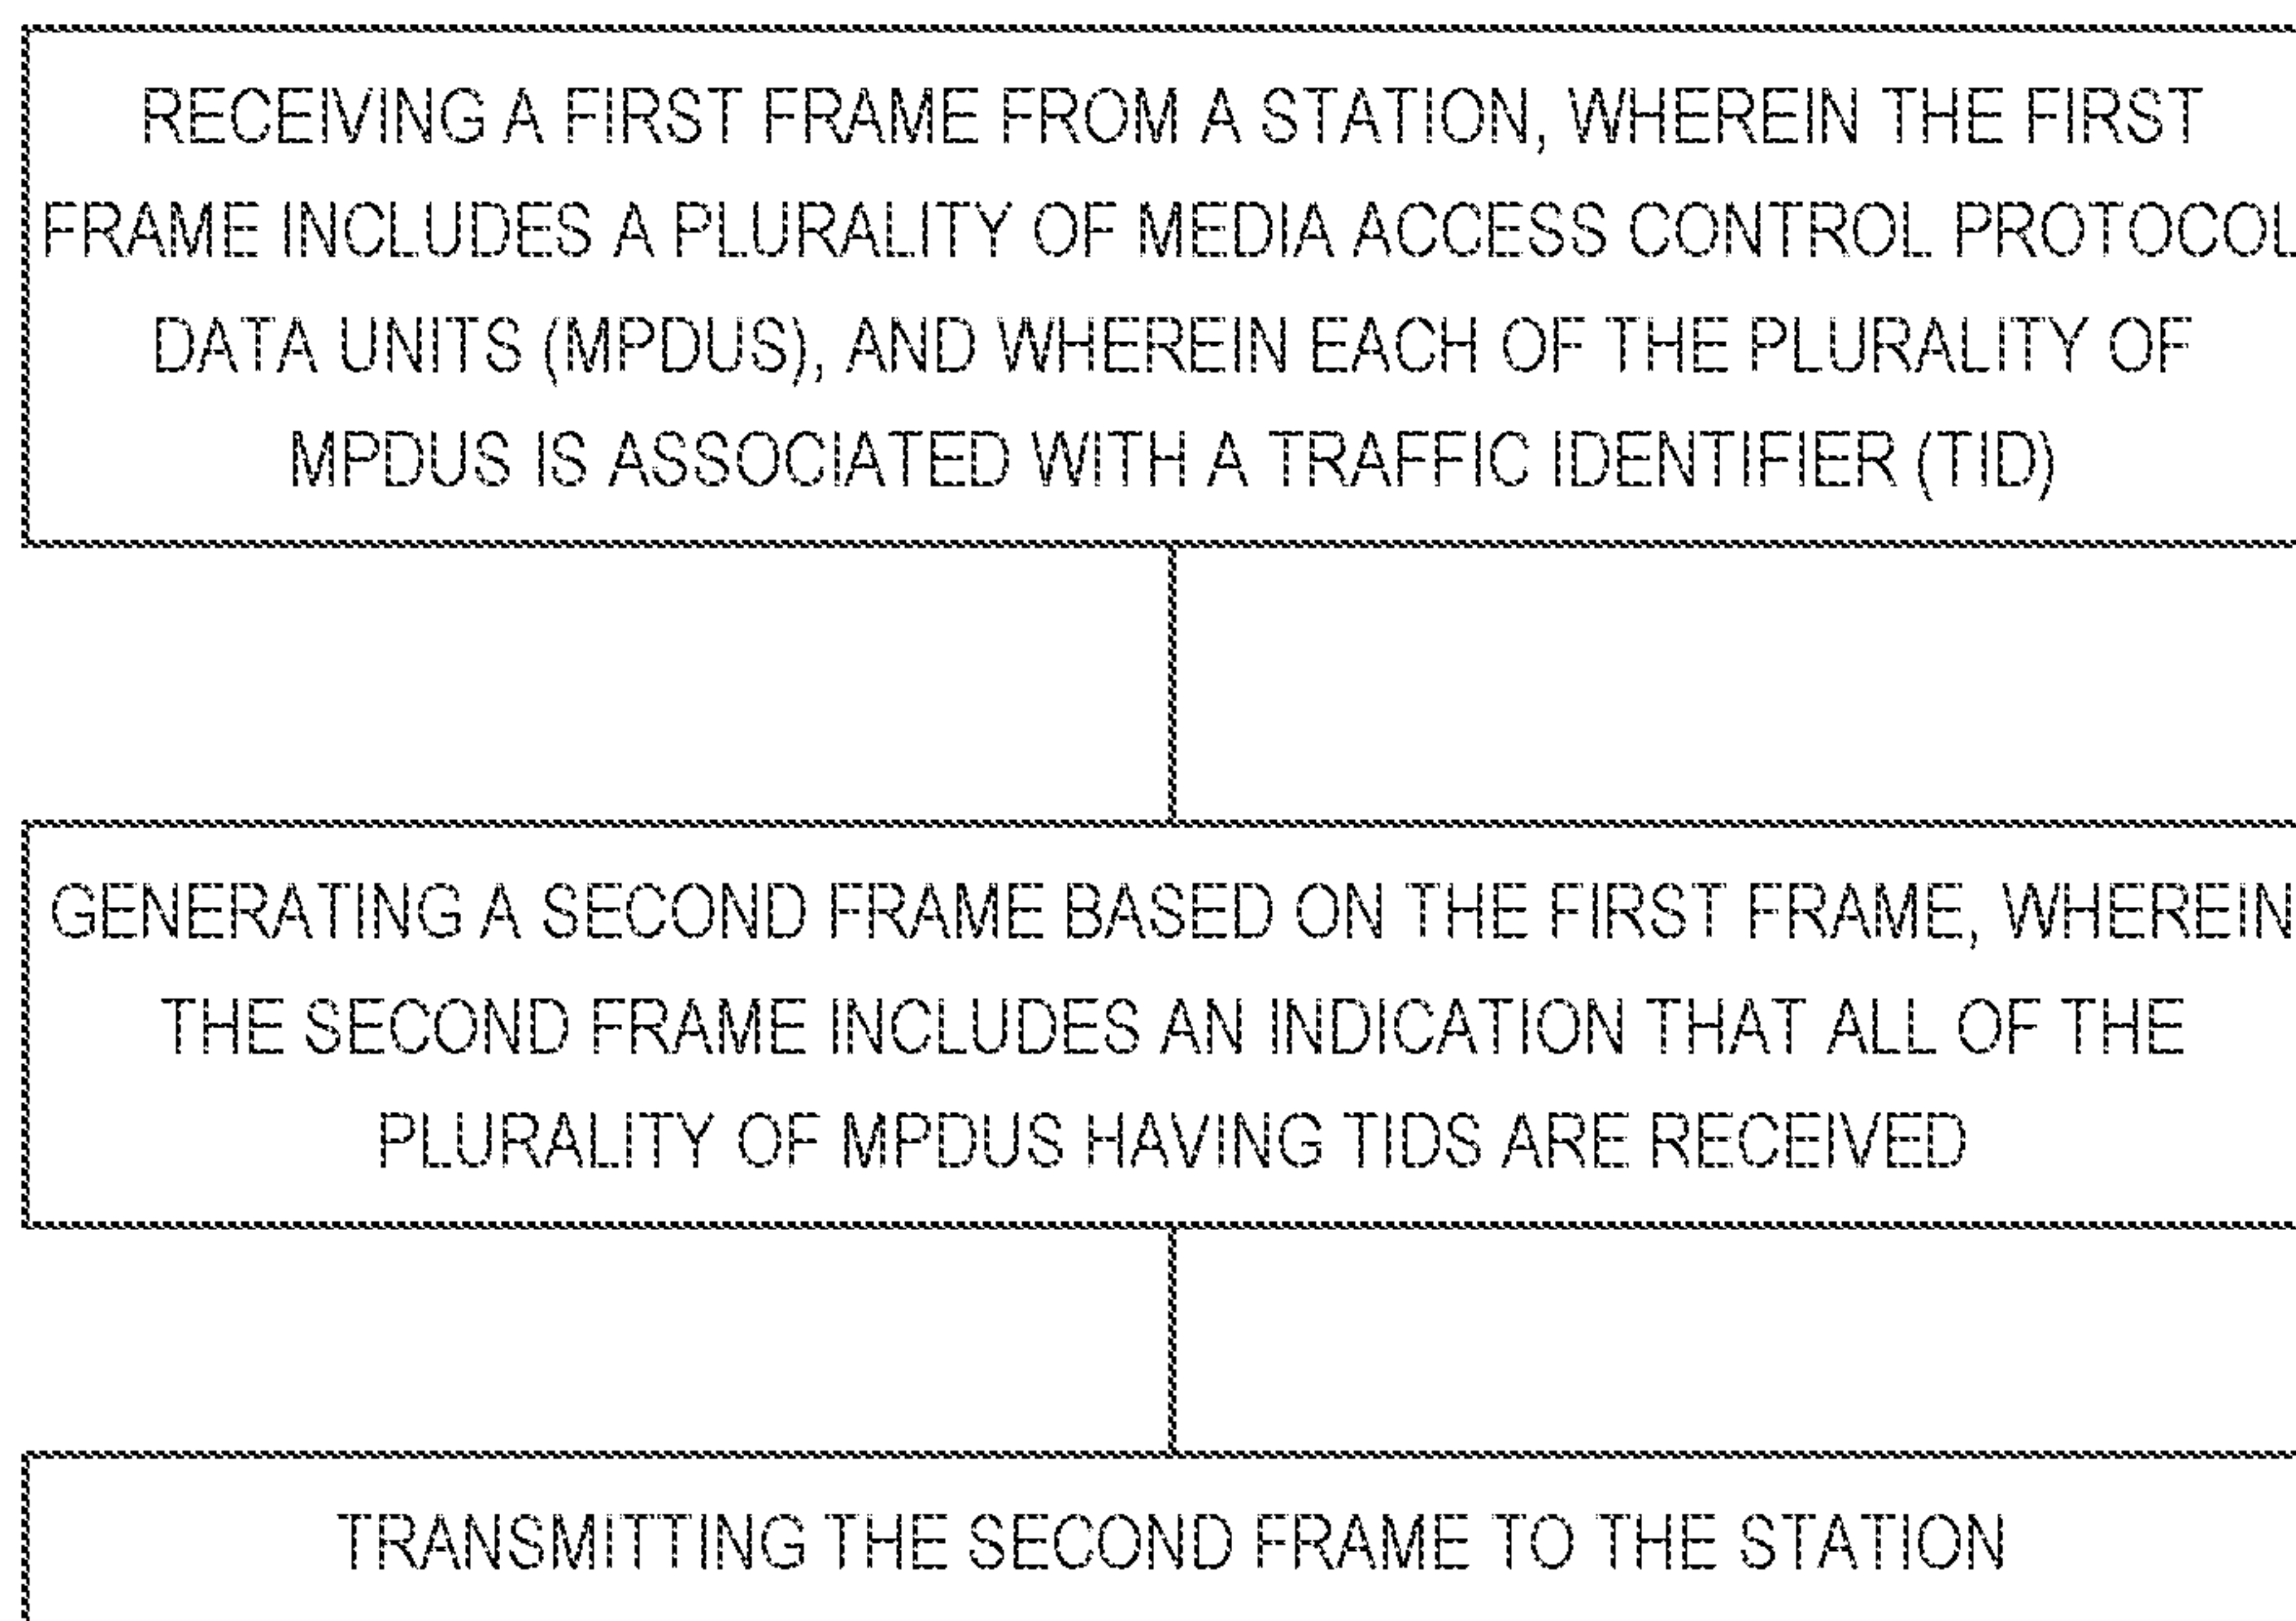 RECEIVING A FIRST FRAME FROM A STATION, WHEREIN THE FIRST
FRAME INCLUDES A PLURALITY OF MEDIA ACCESS CONTROL PROTOCOL
DATA UNITS (MPDUS), AND WHEREIN EACH OF THE PLURALITY OF
MPDUS IS ASSOCIATED WITH A TRAFFIC IDENTIFIER (TID)
GENERATING A SECOND FRAME BASED ON THE FIRST FRAME, WHEREIN
THE SECOND FRAME INCLUDES AN INDICATION THAT ALL OF THE
PLURALITY OF MPDUS HAVING TIDS ARE RECEIVED
TRANSMITTING THE SECOND FRAME TO THE STATION